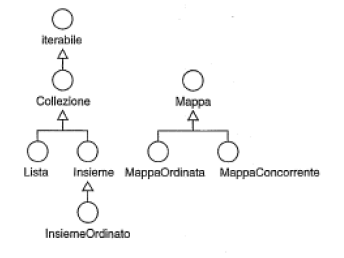 iterabile
Collezione
Mappa
Lista
Insieme
MappaOrdinata
MappaConcorrente
InsiemeOrdinato